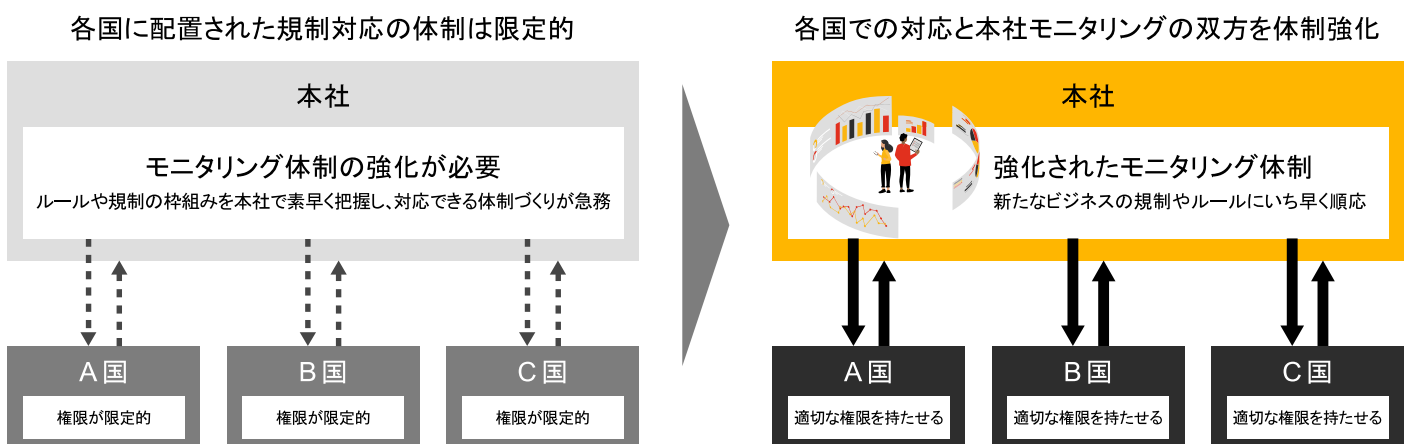 各国に配置された規制対応の体制は限定的
本社
モニタリング体制の強化が必要
ルールや規制の枠組みを本社で素早く把握し、対応できる体制づくりが急務
A国
権限が限定的
B国
権限が限定的
C国
権限が限定的
各国での対応と本社モニタリングの双方を体制強化
本社
強化されたモニタリング体制
新たなビジネスの規制やルールにいち早く順応
A国
適切な権限を持たせる
B国
適切な権限を持たせる
C国
適切な権限を持たせる